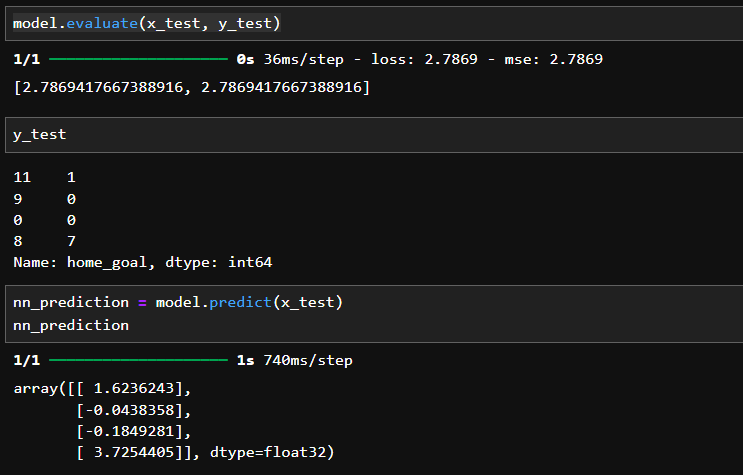 model.evaluate(x_test, y_test)
1/1 ━━━━━━━━━━━━━━━━━━━━ 0s 36ms/step - loss: 2.7869 - mse: 2.7869
[2.7869417667388916, 2.7869417667388916]
y_test
11    1
9     0
0     0
8     7
Name: home_goal, dtype: int64
nn_prediction = model.predict(x_test)
nn_prediction
1/1 ━━━━━━━━━━━━━━━━━━━━ 1s 740ms/step
array([[ 1.6236243],
       [-0.0438358],
       [-0.1849281],
       [ 3.7254405]], dtype=float32)